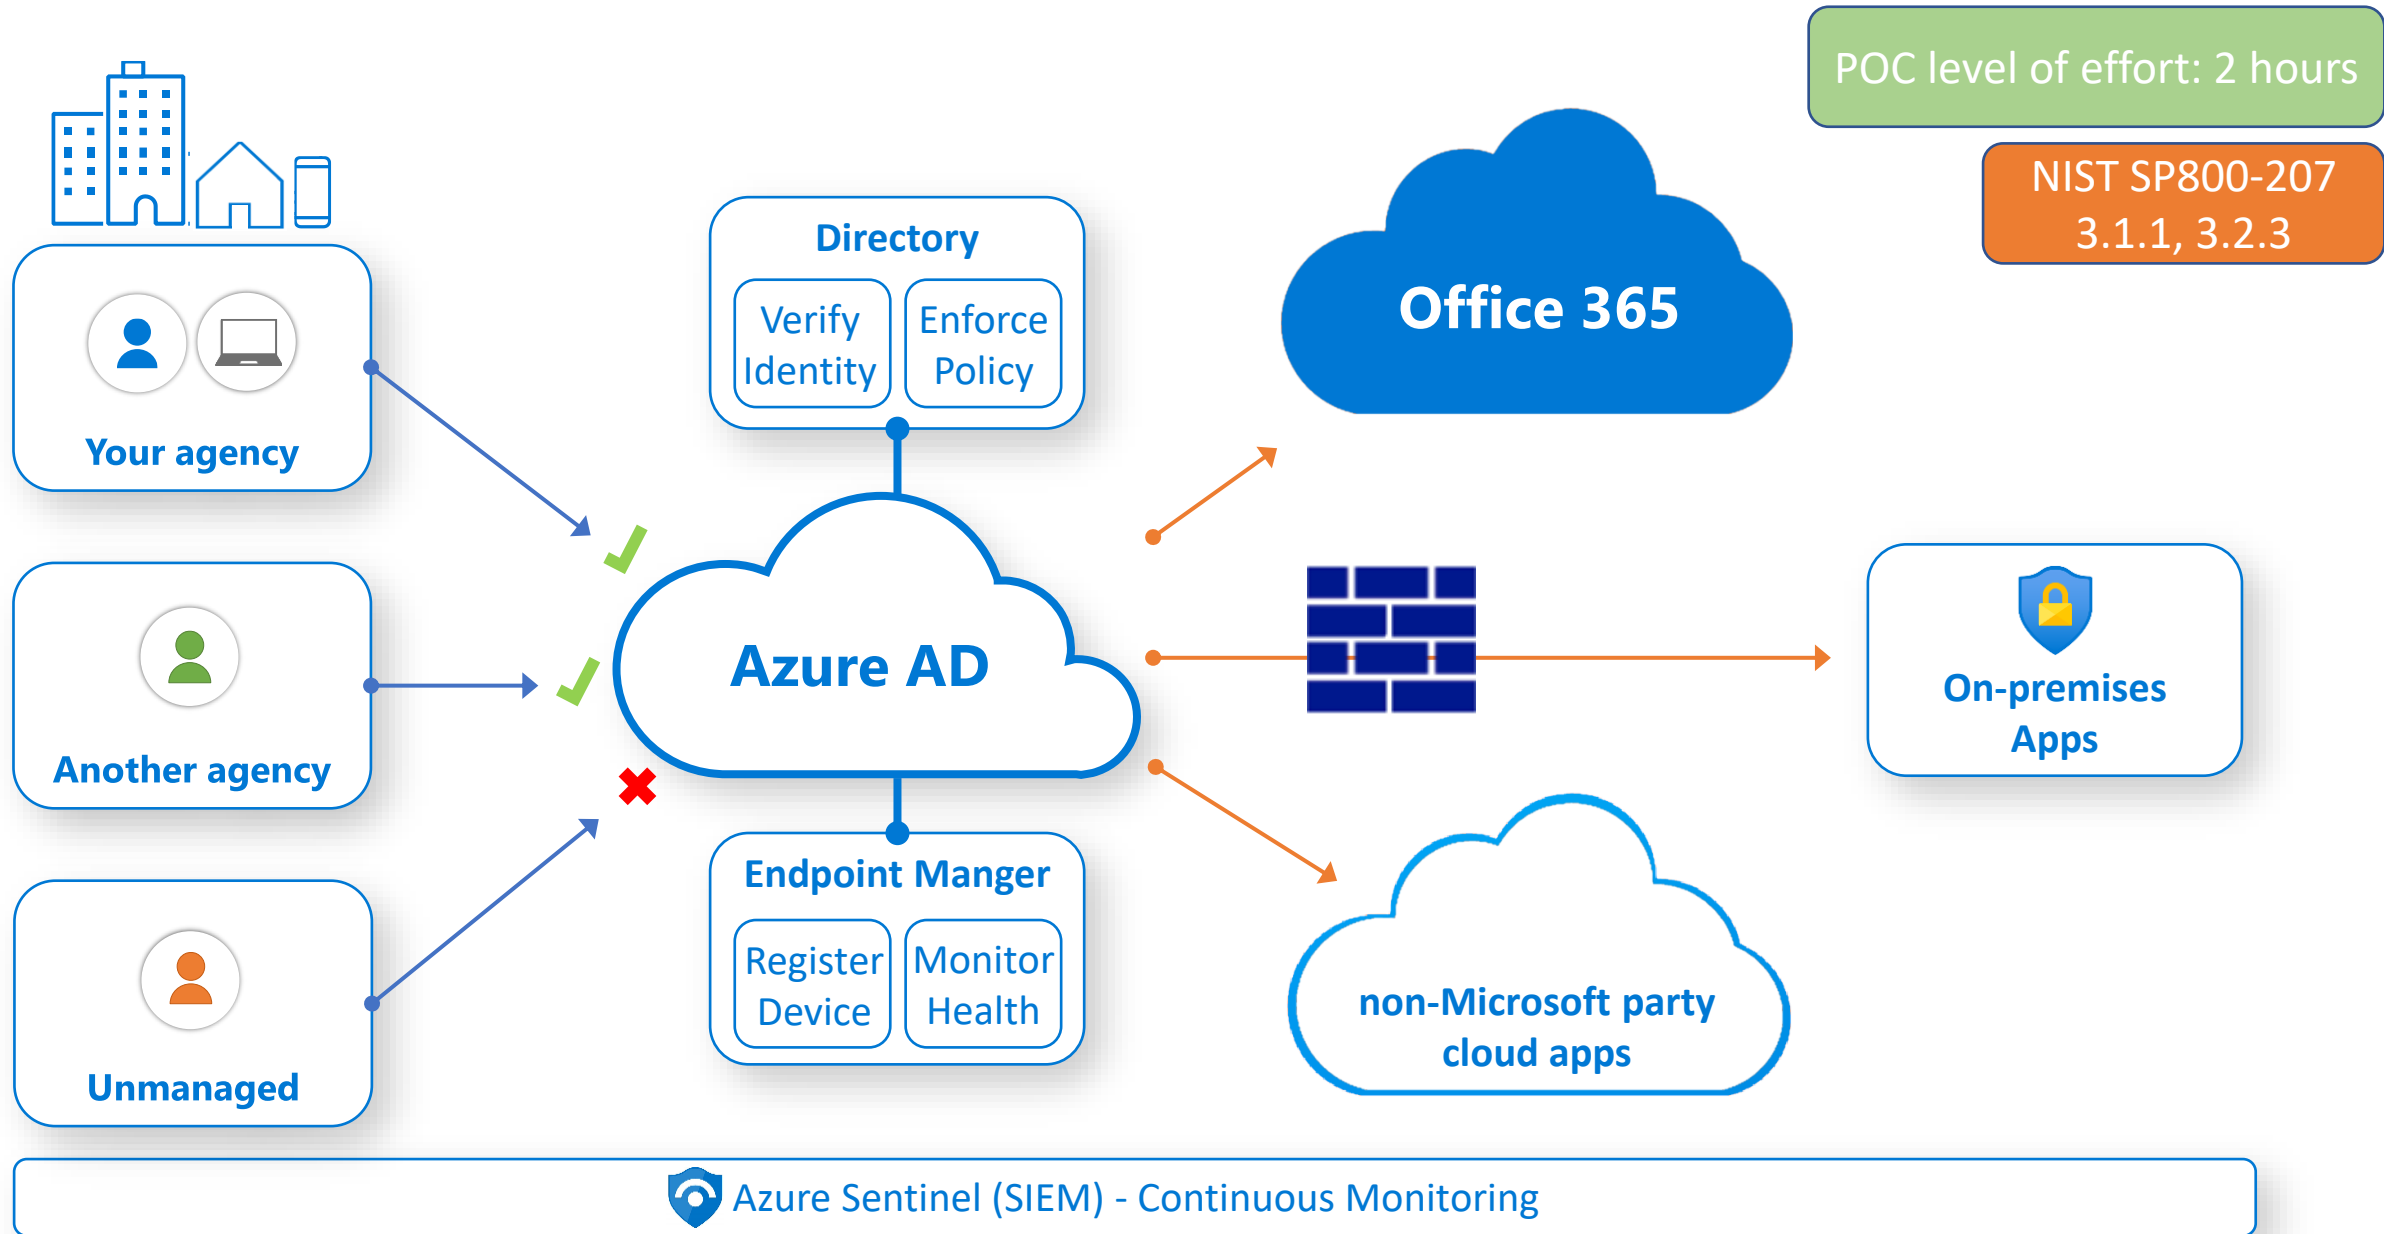 POC level of effort: 2 hours
NIST SP800-207
3.1.1, 3.2.3
Your agency
Another agency
Unmanaged
Directory
Verify
Identity
Enforce
Policy
Azure AD
Endpoint Manger
Register
Device
Monitor
Health
Office 365
On-premises
Apps
non-Microsoft party
cloud apps
Azure Sentinel (SIEM) - Continuous Monitoring